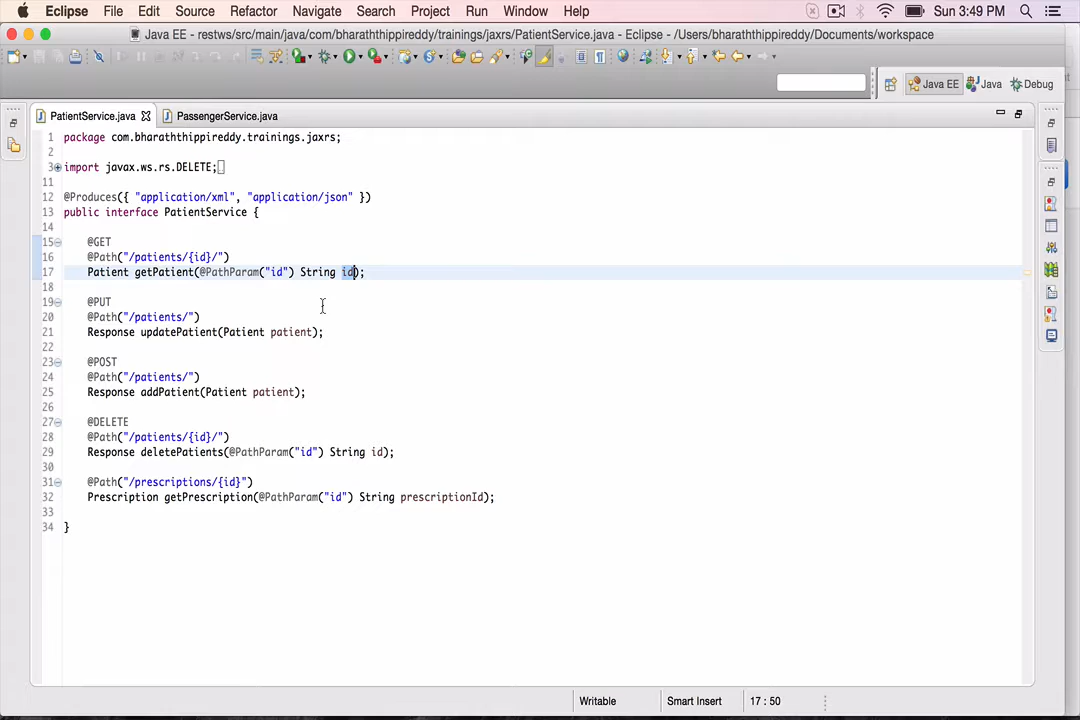 Eclipse File Edit Source Refactor Navigate Search Project Run Window Help Sun 3:49 PM
Java EE - restws/src/main/java/com/bharaththippireddy/trainings/jaxrs/PatientService.java - Eclipse - /Users/bharaththippireddy/Documents/workspace
Java EE Java Debug
PatientService.java PassengerService.java
1 package com.bharaththippireddy.trainings.jaxrs;
2
3 import javax.ws.rs.DELETE;
11
12 @Produces({ "application/xml", "application/json" })
13 public interface PatientService {
14
15 @GET
16 @Path("/patients/{id}/")
17 Patient getPatient(@PathParam("id") String id);
18
19 @PUT
20 @Path("/patients/")
21 Response updatePatient(Patient patient);
22
23 @POST
24 @Path("/patients/")
25 Response addPatient(Patient patient);
26
27 @DELETE
28 @Path("/patients/{id}/")
29 Response deletePatients(@PathParam("id") String id);
30
31 @Path("/prescriptions/{id}")
32 Prescription getPrescription(@PathParam("id") String prescriptionId);
33
34 }
Writable Smart Insert 17 : 50